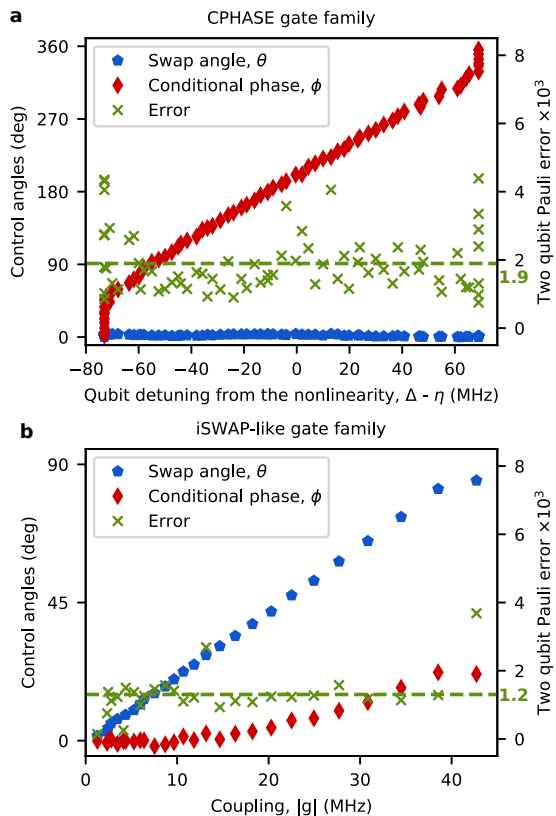 a
CPHASE gate family
Control angles (deg)
360
270
180
90
0
Swap angle, θ
Conditional phase, ϕ
Error
8
6
4
2
0
1.9
Two qubit Pauli error ×10³
−80 −60 −40 −20 0 20 40 60
Qubit detuning from the nonlinearity, Δ - η (MHz)
b
iSWAP-like gate family
Control angles (deg)
90
45
0
Swap angle, θ
Conditional phase, ϕ
Error
8
6
4
2
0
1.2
Two qubit Pauli error ×10³
0 10 20 30 40
Coupling, |g| (MHz)